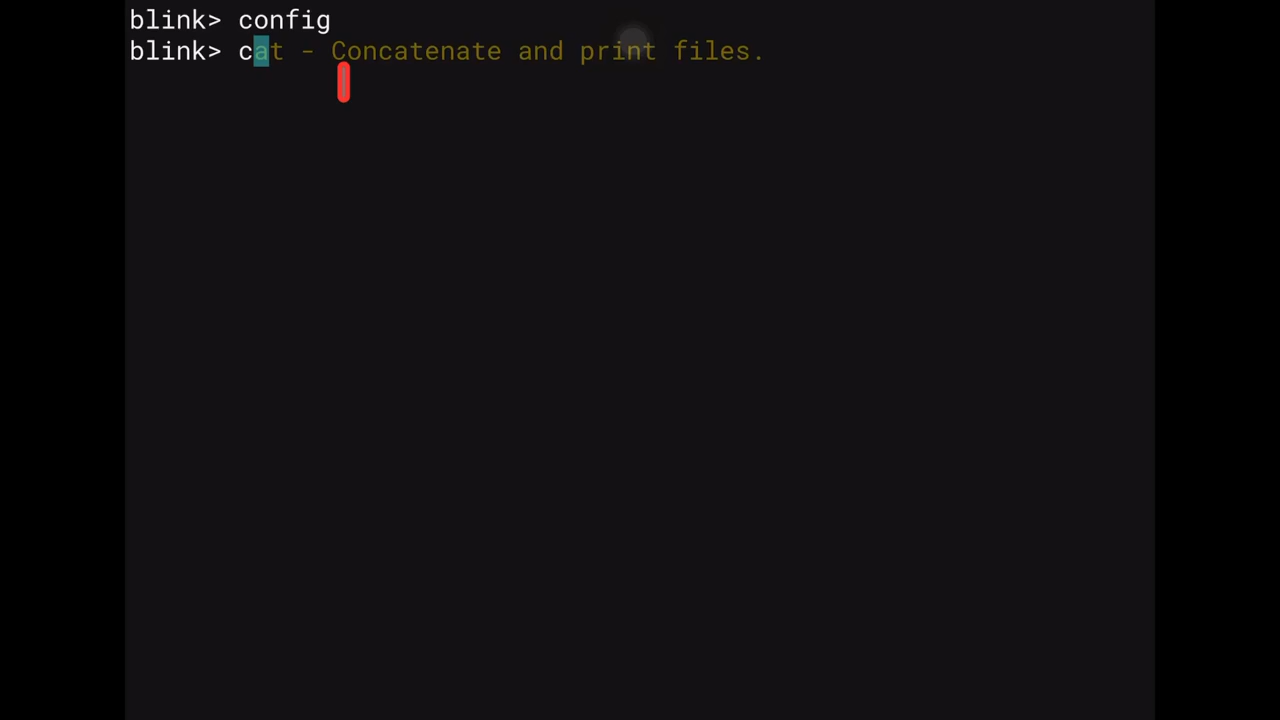 blink> config
blink> cat - Concatenate and print files.